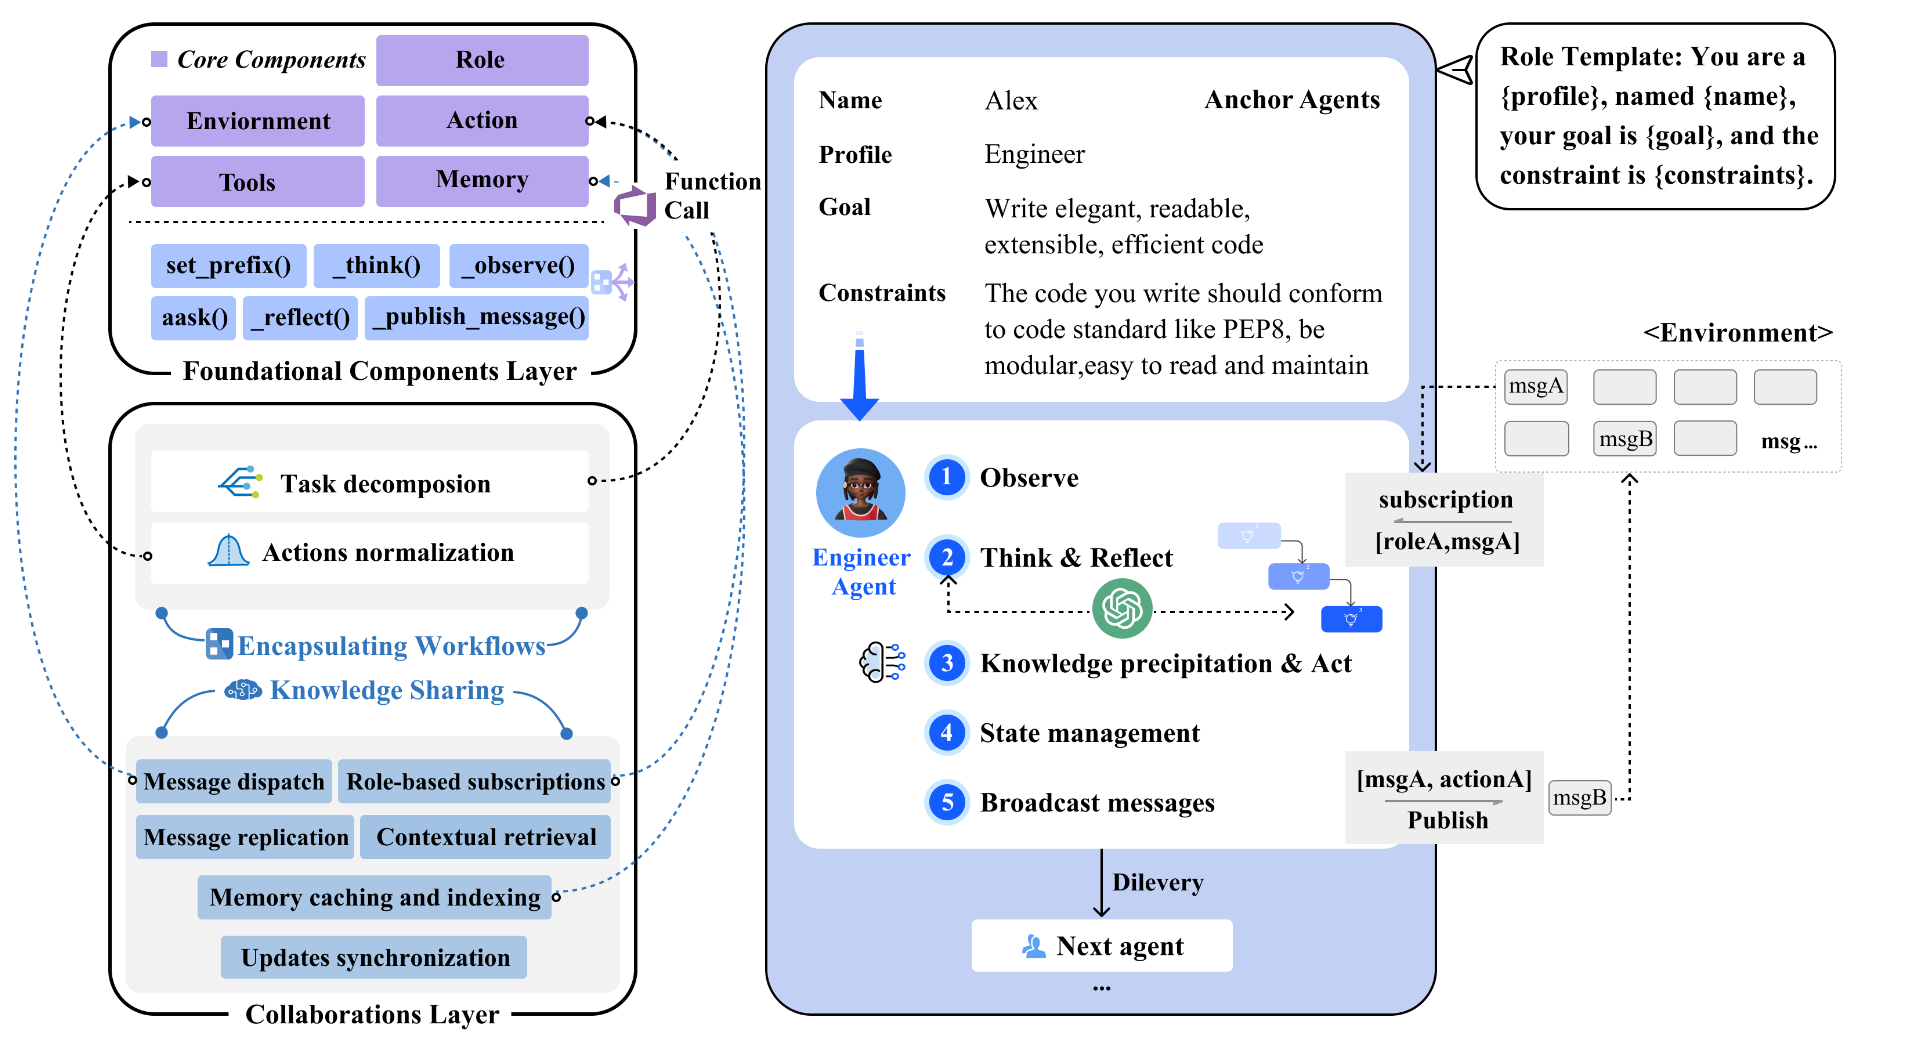 Core Components
Role
Enviornment
Action
Tools
Memory
Function
Call
set_prefix()
_think()
_observe()
aask()
_reflect()
_publish_message()
Foundational Components Layer
Task decomposion
Actions normalization
Encapsulating Workflows
Knowledge Sharing
Message dispatch
Role-based subscriptions
Message replication
Contextual retrieval
Memory caching and indexing
Updates synchronization
Collaborations Layer
Name
Alex
Anchor Agents
Profile
Engineer
Goal
Write elegant, readable,
extensible, efficient code
Constraints
The code you write should conform
to code standard like PEP8, be
modular,easy to read and maintain
Engineer
Agent
1 Observe
2 Think & Reflect
1
2
3
3 Knowledge precipitation & Act
4 State management
5 Broadcast messages
Dilevery
Next agent
...
Role Template: You are a
{profile}, named {name},
your goal is {goal}, and the
constraint is {constraints}.
<Environment>
msgA
msgB
msg ...
subscription
[roleA,msgA]
[msgA, actionA]
Publish
msgB